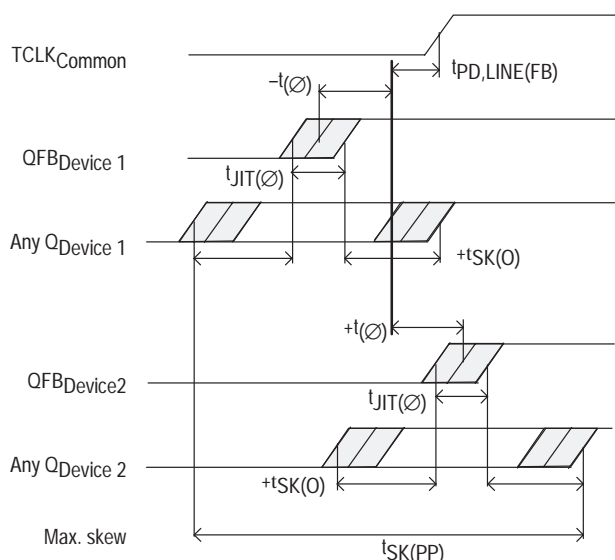 TCLKCommon
tPD,LINE(FB)
–t(∅)
QFBDevice 1
tJIT(∅)
Any QDevice 1
+tSK(O)
+t(∅)
QFBDevice2
tJIT(∅)
Any QDevice 2
+tSK(O)
Max. skew
tSK(PP)